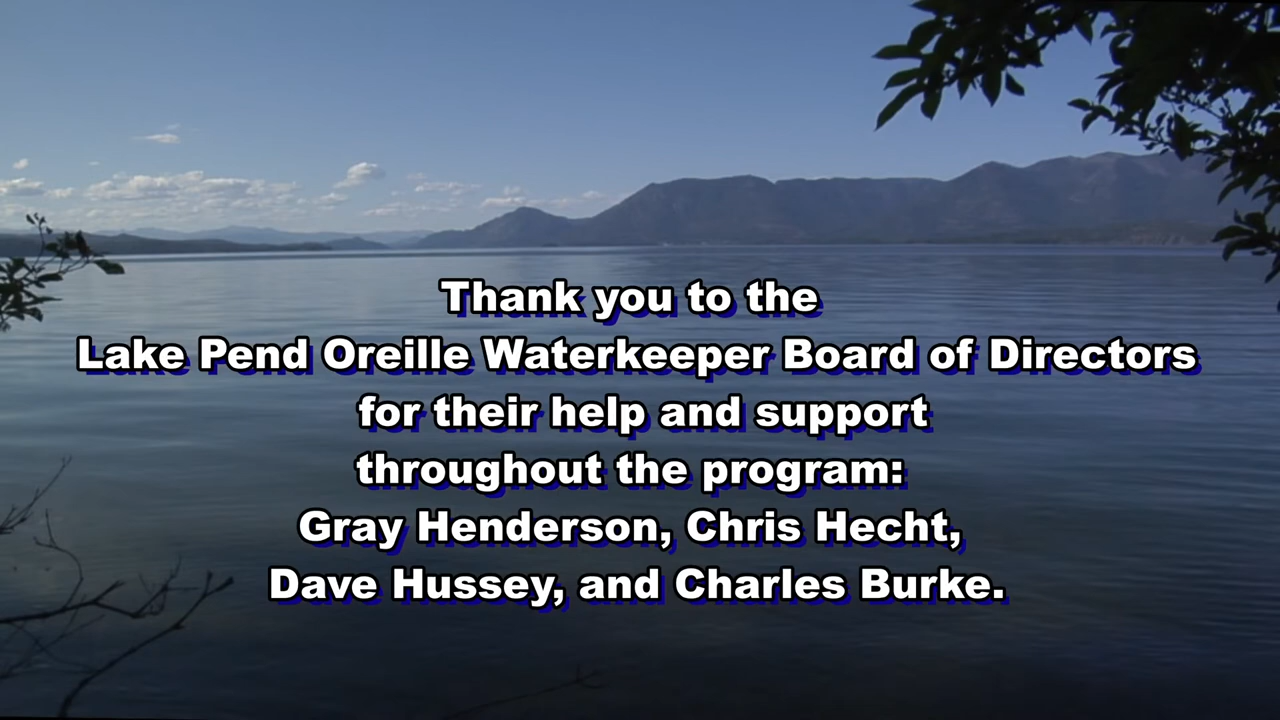 Thank you to the
Lake Pend Oreille Waterkeeper Board of Directors
for their help and support
throughout the program:
Gray Henderson, Chris Hecht,
Dave Hussey, and Charles Burke.